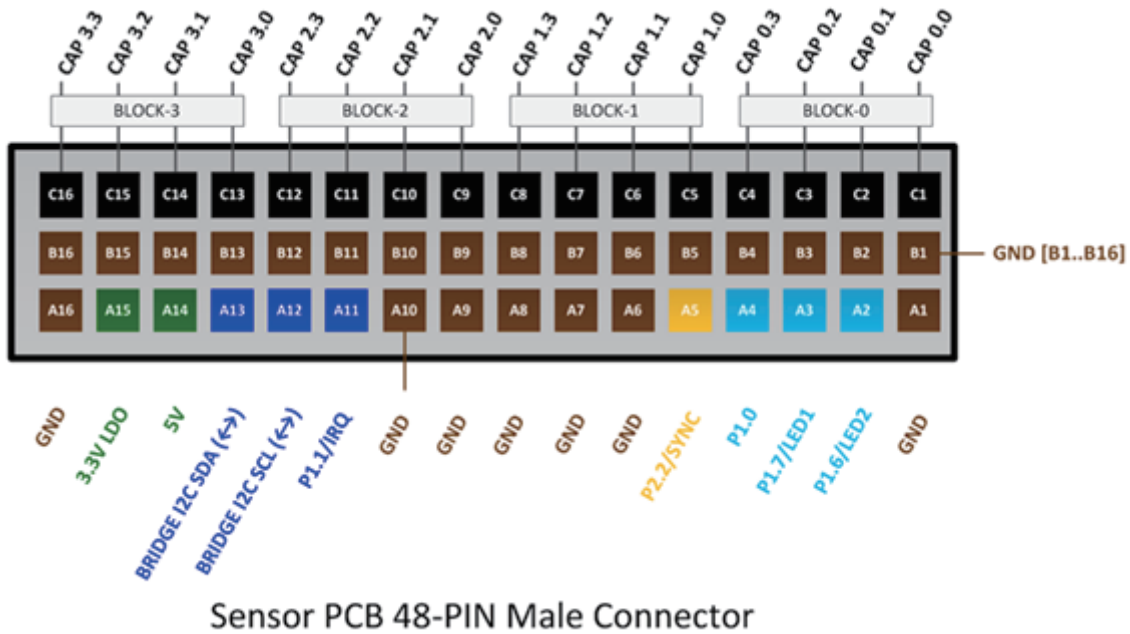 CAP 3.3 CAP 3.2 CAP 3.1 CAP 3.0 CAP 2.3 CAP 2.2 CAP 2.1 CAP 2.0 CAP 1.3 CAP 1.2 CAP 1.1 CAP 1.0 CAP 0.3 CAP 0.2 CAP 0.1 CAP 0.0
BLOCK-3 BLOCK-2 BLOCK-1 BLOCK-0
C16 C15 C14 C13 C12 C11 C10 C9 C8 C7 C6 C5 C4 C3 C2 C1
B16 B15 B14 B13 B12 B11 B10 B9 B8 B7 B6 B5 B4 B3 B2 B1 GND [B1..B16]
A16 A15 A14 A13 A12 A11 A10 A9 A8 A7 A6 A5 A4 A3 A2 A1
GND 3.3V LDO 5V BRIDGE I2C SDA (↔) BRIDGE I2C SCL (↔) P1.1/IRQ GND GND GND GND GND P2.2/SYNC P1.0 P1.7/LED1 P1.6/LED2 GND
Sensor PCB 48-PIN Male Connector